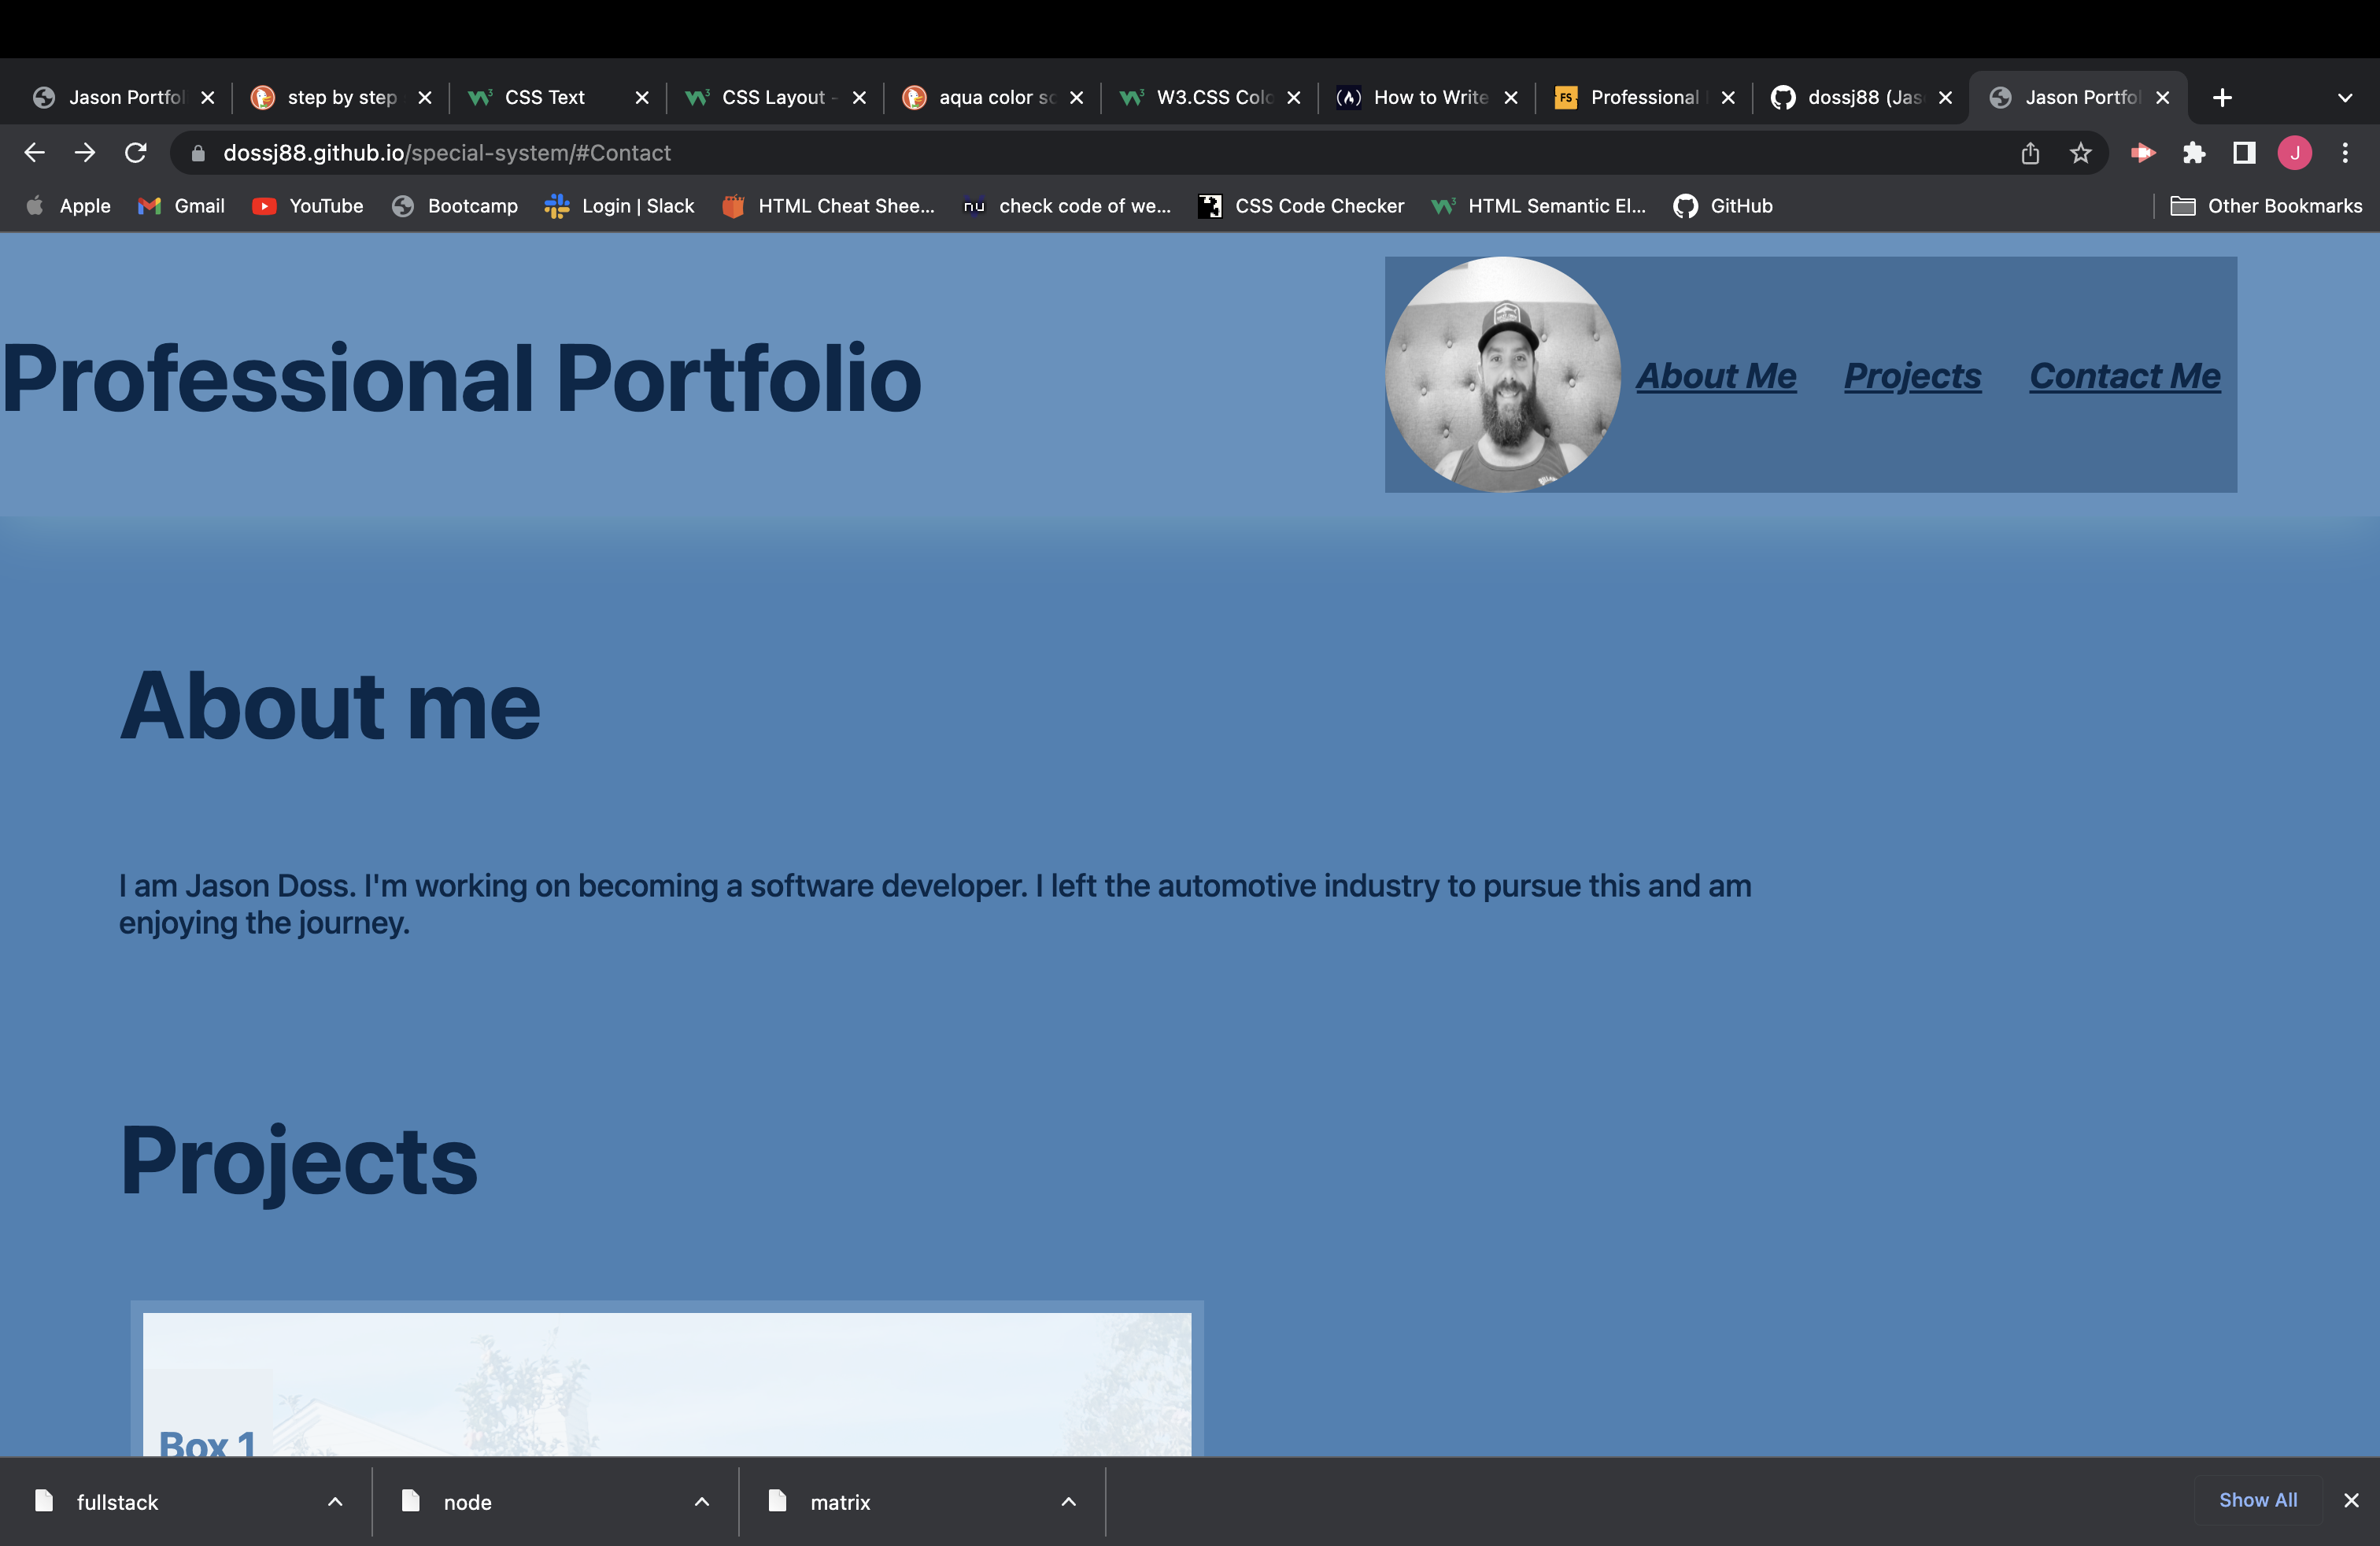 Jason Portfol
step by step
CSS Text
CSS Layout -
aqua color sc
W3.CSS Colo
How to Write
FS
Professional
dossj88 (Jas
Jason Portfol
dossj88.github.io/special-system/#Contact
J
Apple
Gmail
YouTube
Bootcamp
Login | Slack
HTML Cheat Shee...
nu
check code of we...
CSS Code Checker
HTML Semantic El...
GitHub
Other Bookmarks
Professional Portfolio
About Me
Projects
Contact Me
About me
I am Jason Doss. I'm working on becoming a software developer. I left the automotive industry to pursue this and am
enjoying the journey.
Projects
Box 1
fullstack
node
matrix
Show All